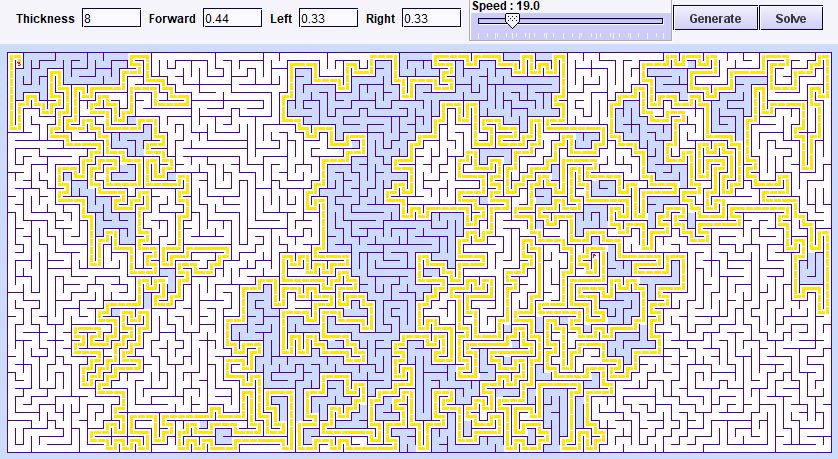 Speed : 19.0
Thickness 8 Forward 0.44 Left 0.33 Right 0.33 Generate Solve